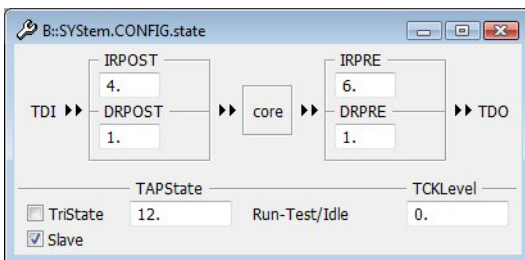 B::SYStem.CONFIG.state
IRPOST
4.
DRPOST
1.
TDI
core
IRPRE
6.
DRPRE
1.
TDO
TAPState
TCKLevel
TriState
12.
Run-Test/Idle
0.
Slave